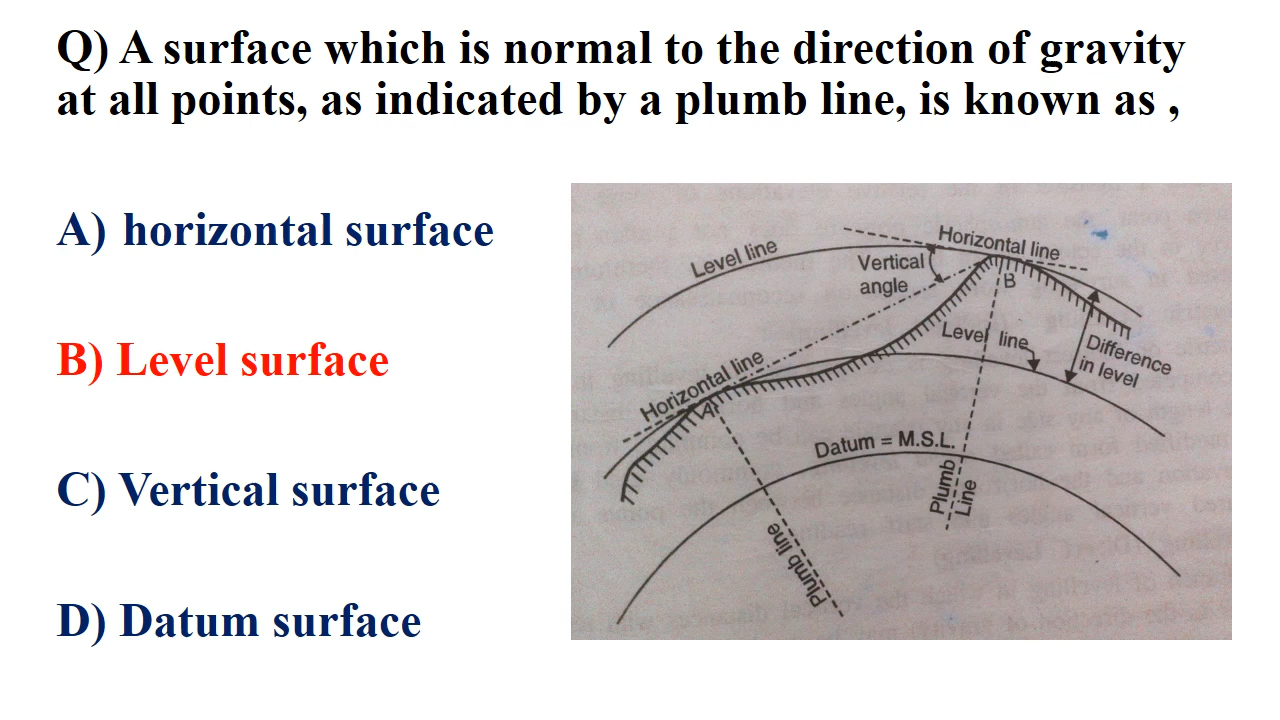 Q) A surface which is normal to the direction of gravity
at all points, as indicated by a plumb line, is known as ,
A) horizontal surface
B) Level surface
C) Vertical surface
D) Datum surface
Level line
Horizontal line
Vertical
angle
B
Level line
Difference
in level
Horizontal line
A
Datum = M.S.L.
Plumb
Line
Plumb line